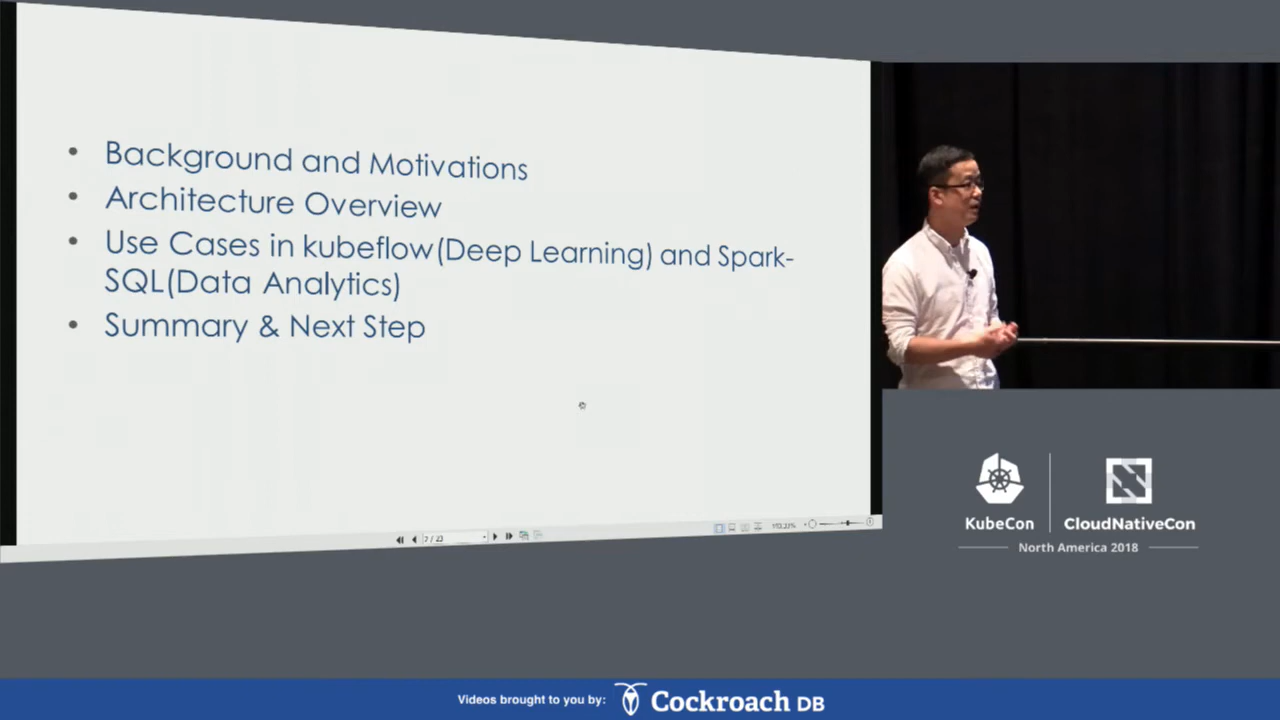 • Background and Motivations
• Architecture Overview
• Use Cases in kubeflow(Deep Learning) and Spark-
SQL(Data Analytics)
• Summary & Next Step
KubeCon
CloudNativeCon
North America 2018
Videos brought to you by: Cockroach DB